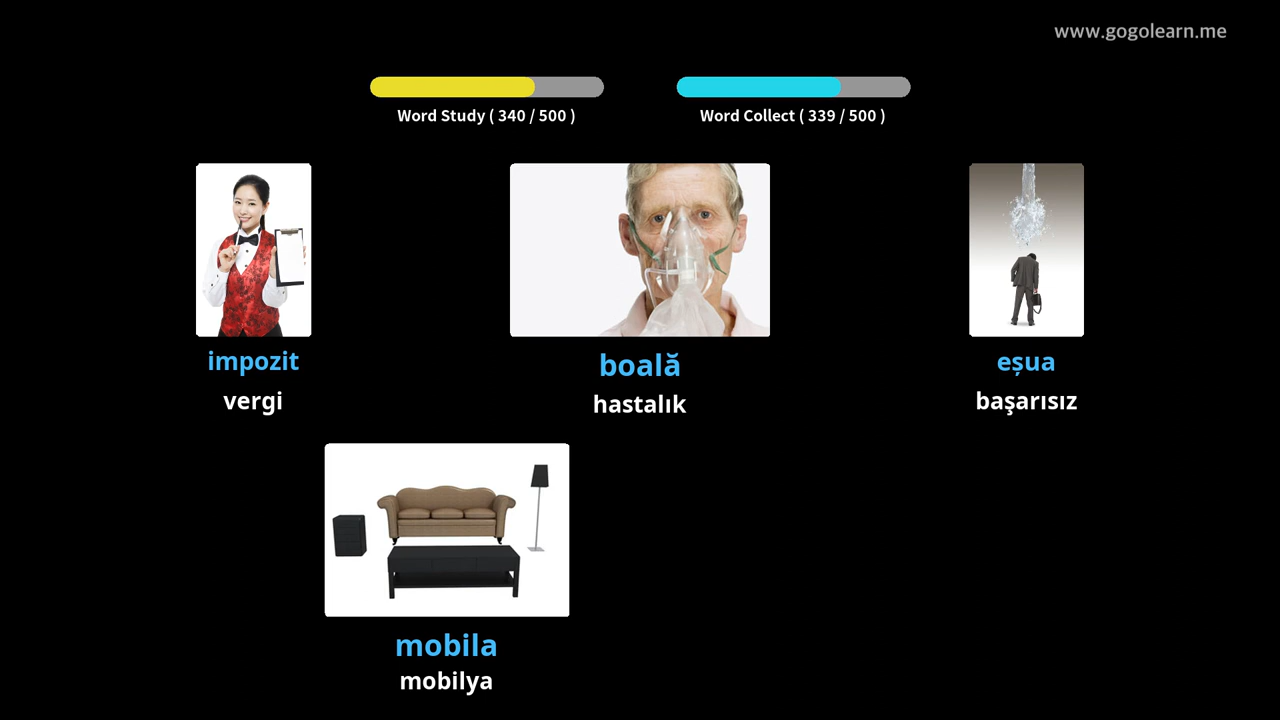 www.gogolearn.me
Word Study ( 340 / 500 )
Word Collect ( 339 / 500 )
impozit
vergi
boală
hastalık
eșua
başarısız
mobila
mobilya